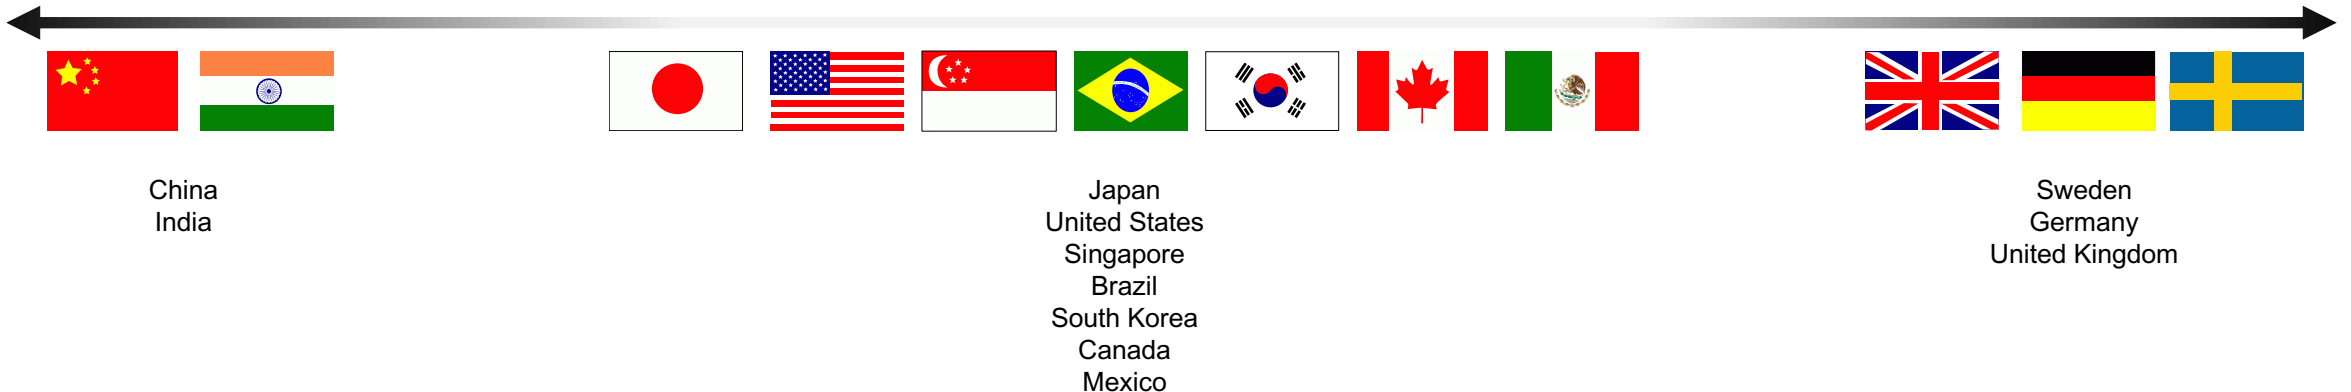 China
India
Japan
United States
Singapore
Brazil
South Korea
Canada
Mexico
Sweden
Germany
United Kingdom